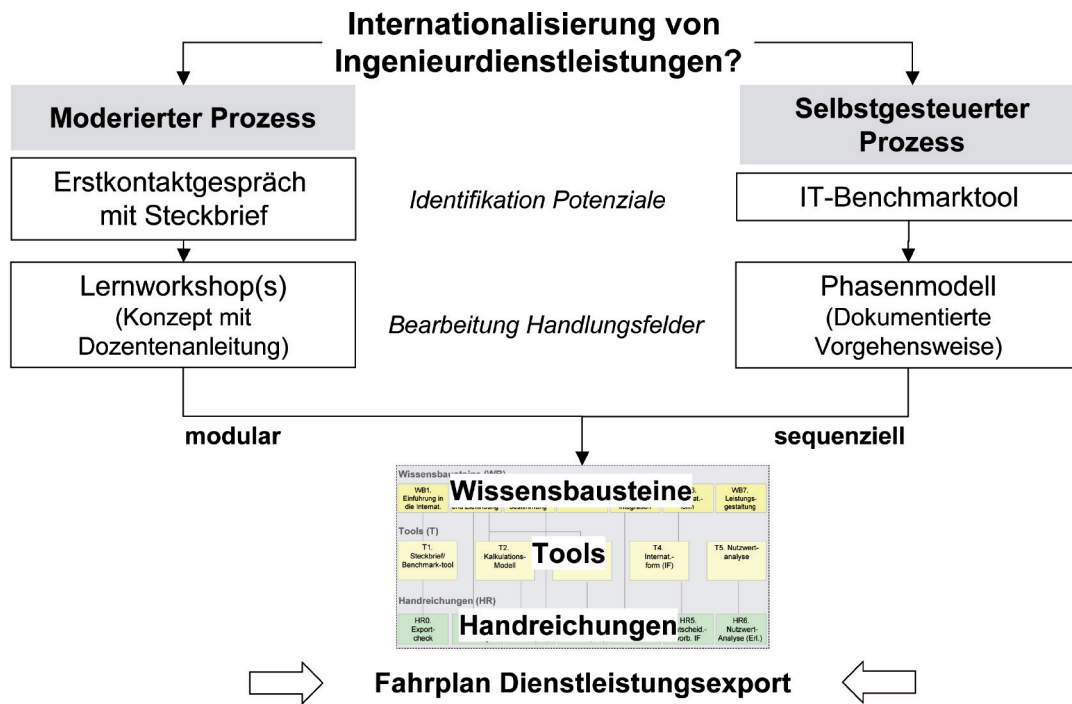 Internationalisierung von
Ingenieurdienstleistungen?
Moderierter Prozess
Selbstgesteuerter
Prozess
Erstkontaktgespräch
mit Steckbrief
Identifikation Potenziale
IT-Benchmarktool
Lernworkshop(s)
(Konzept mit
Dozentenanleitung)
Bearbeitung Handlungsfelder
Phasenmodell
(Dokumentierte
Vorgehensweise)
modular
sequenziell
Wissensbausteine
WB1.
Einführung in
die Internat.
WB7.
Leistungs-
gestaltung
Tools (T)
Tools
T1.
Steckbrief/
Benchmark-tool
T2.
Kalkulations-
Modell
T4.
Internat.-
form (IF)
T5. Nutzwert-
analyse
Handreichungen (HR)
Handreichungen
HR0.
Export-
check
HR5.
HR6.
Nutzwert-
Analyse (Erl.)
Fahrplan Dienstleistungsexport